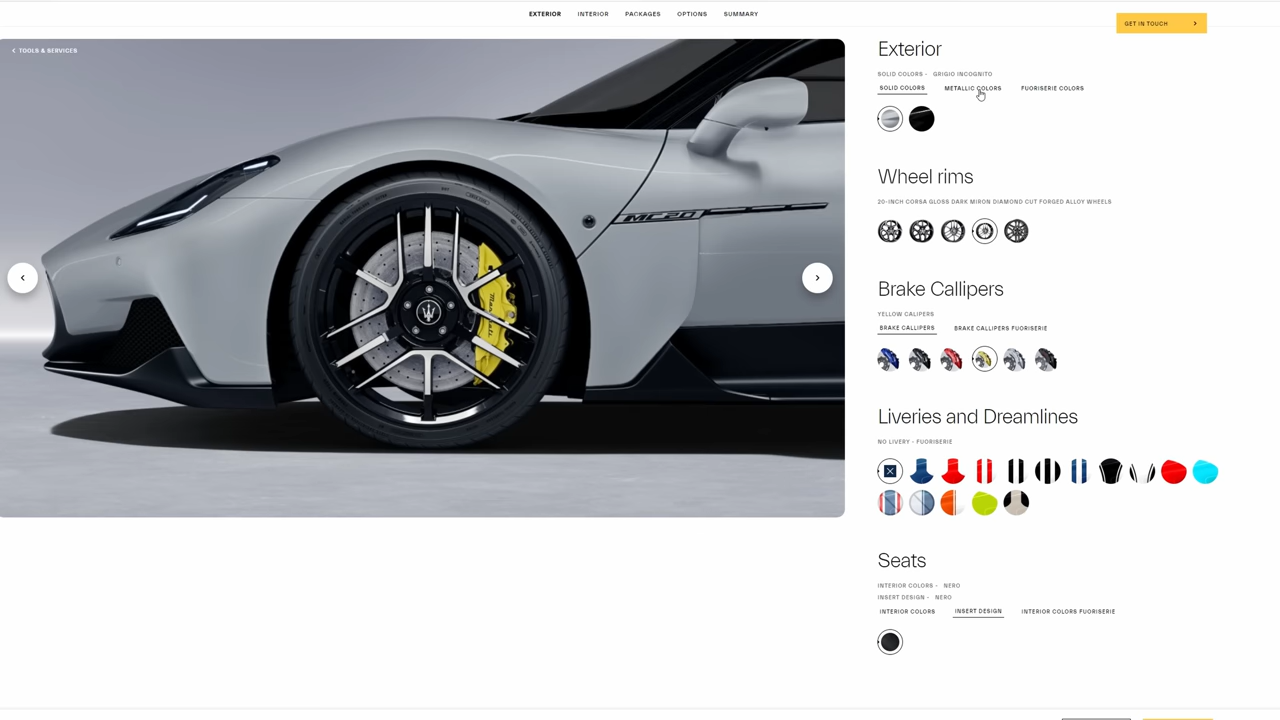 EXTERIOR INTERIOR PACKAGES OPTIONS SUMMARY
GET IN TOUCH
TOOLS & SERVICES
MC20
Maserati
Exterior
SOLID COLORS - GRIGIO INCOGNITO
SOLID COLORS METALLIC COLORS FUORISERIE COLORS
Wheel rims
20-INCH CORSA GLOSS DARK MIRON DIAMOND CUT FORGED ALLOY WHEELS
Brake Callipers
YELLOW CALIPERS
BRAKE CALLIPERS BRAKE CALLIPERS FUORISERIE
Liveries and Dreamlines
NO LIVERY - FUORISERIE
Seats
INTERIOR COLORS - NERO
INSERT DESIGN - NERO
INTERIOR COLORS INSERT DESIGN INTERIOR COLORS FUORISERIE